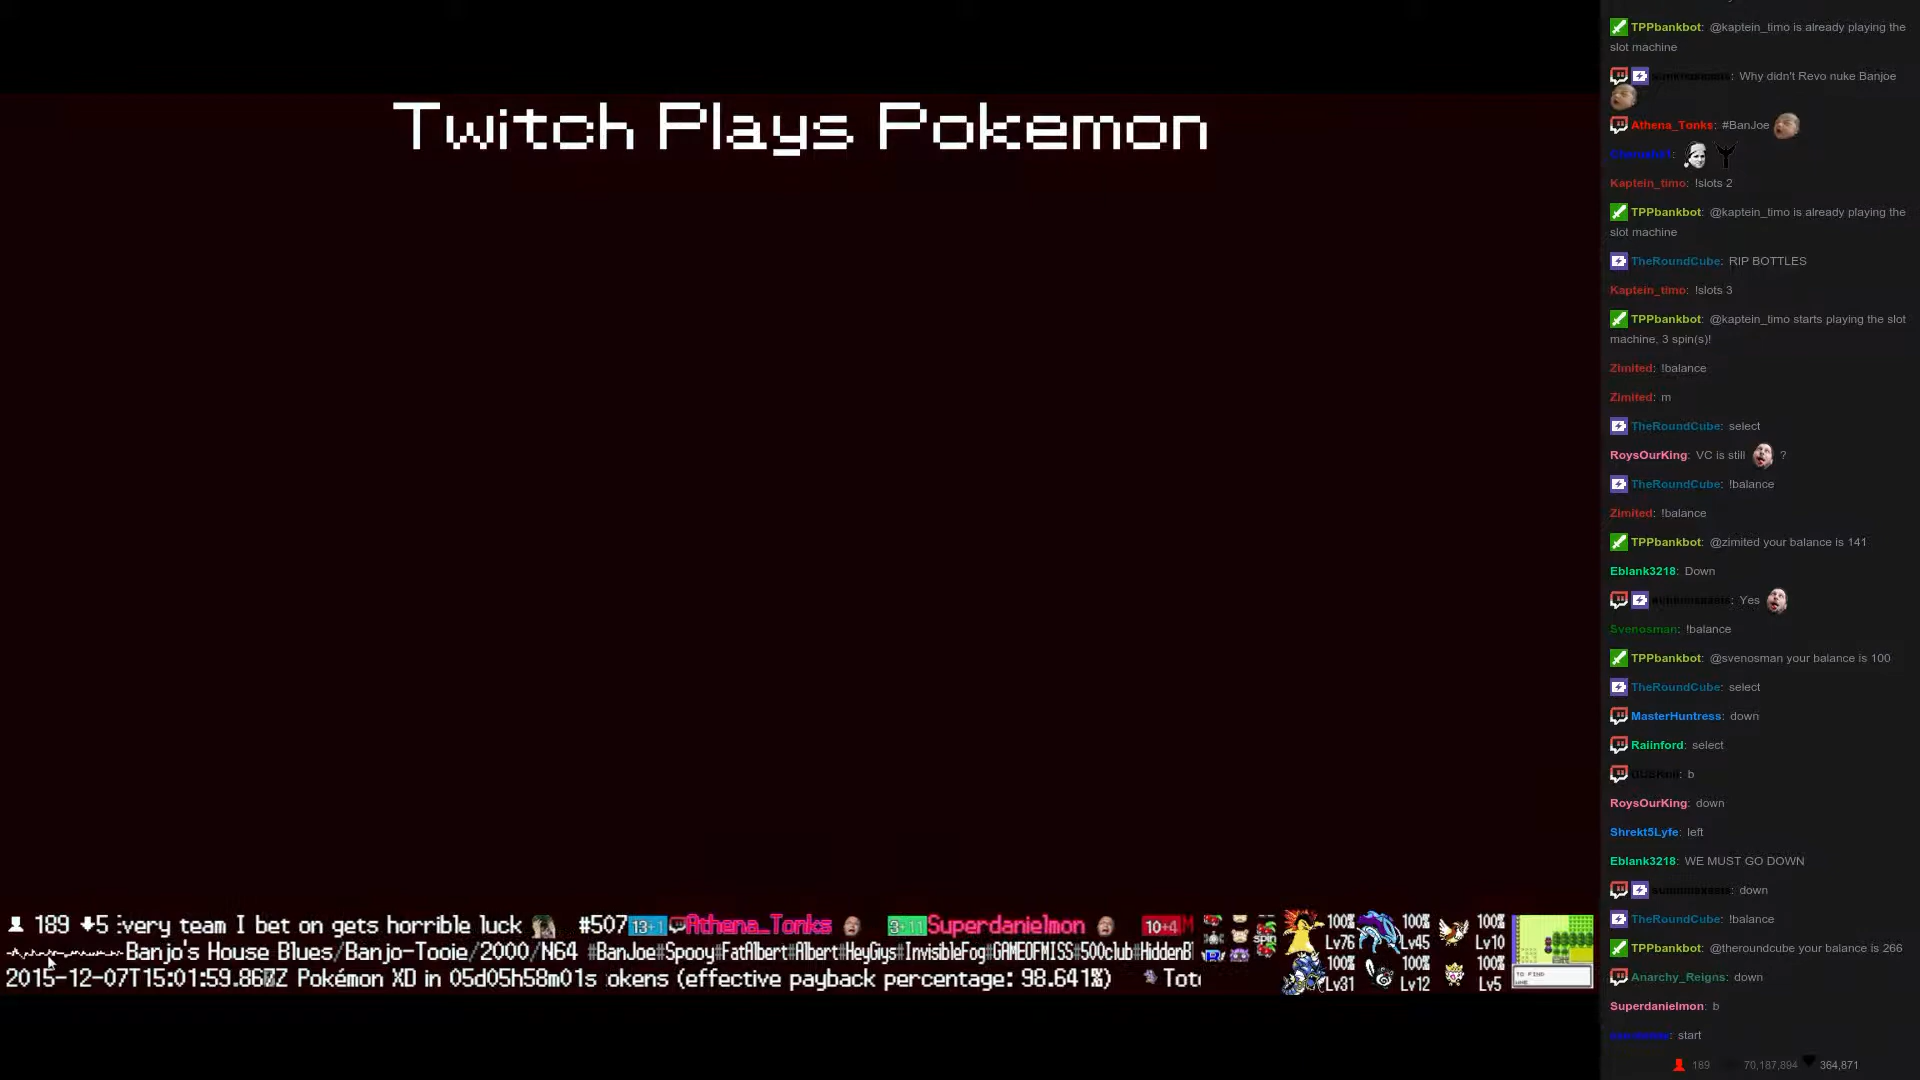 Twitch Plays Pokemon
189 5 very team I bet on gets horrible luck #507 13+1 Athena_Tonks 3+11 Superdanielmon 10+4
Banjo's House Blues/Banjo-Tooie/2000/N64 #BanJoe#Spooy#FatAlbert#Albert#HeyGiys#InvisibleFog#GAMEOFMISS#500club#HiddenB
2015-12-07T15:01:59.86 Z Pokémon XD in 05d05h58m01s okens (effective payback percentage: 98.641%) Tot
spin
100% Lv76 100% Lv45 100% Lv10
100% Lv31 100% Lv12 100% Lv5
TO FIND
TPPbankbot: @kaptein_timo is already playing the
slot machine
: Why didn't Revo nuke Banjoe
Athena_Tonks: #BanJoe
Kaptein_timo: !slots 2
TPPbankbot: @kaptein_timo is already playing the
slot machine
TheRoundCube: RIP BOTTLES
Kaptein_timo: !slots 3
TPPbankbot: @kaptein_timo starts playing the slot
machine, 3 spin(s)!
Zimited: !balance
Zimited: m
TheRoundCube: select
RoysOurKing: VC is still ?
TheRoundCube: !balance
Zimited: !balance
TPPbankbot: @zimited your balance is 141
Eblank3218: Down
: Yes
Svenosman: !balance
TPPbankbot: @svenosman your balance is 100
TheRoundCube: select
MasterHuntress: down
Raiinford: select
: b
RoysOurKing: down
Shrekt5Lyfe: left
Eblank3218: WE MUST GO DOWN
: down
TheRoundCube: !balance
TPPbankbot: @theroundcube your balance is 266
Anarchy_Reigns: down
Superdanielmon: b
: start
189 70,187,894 364,871